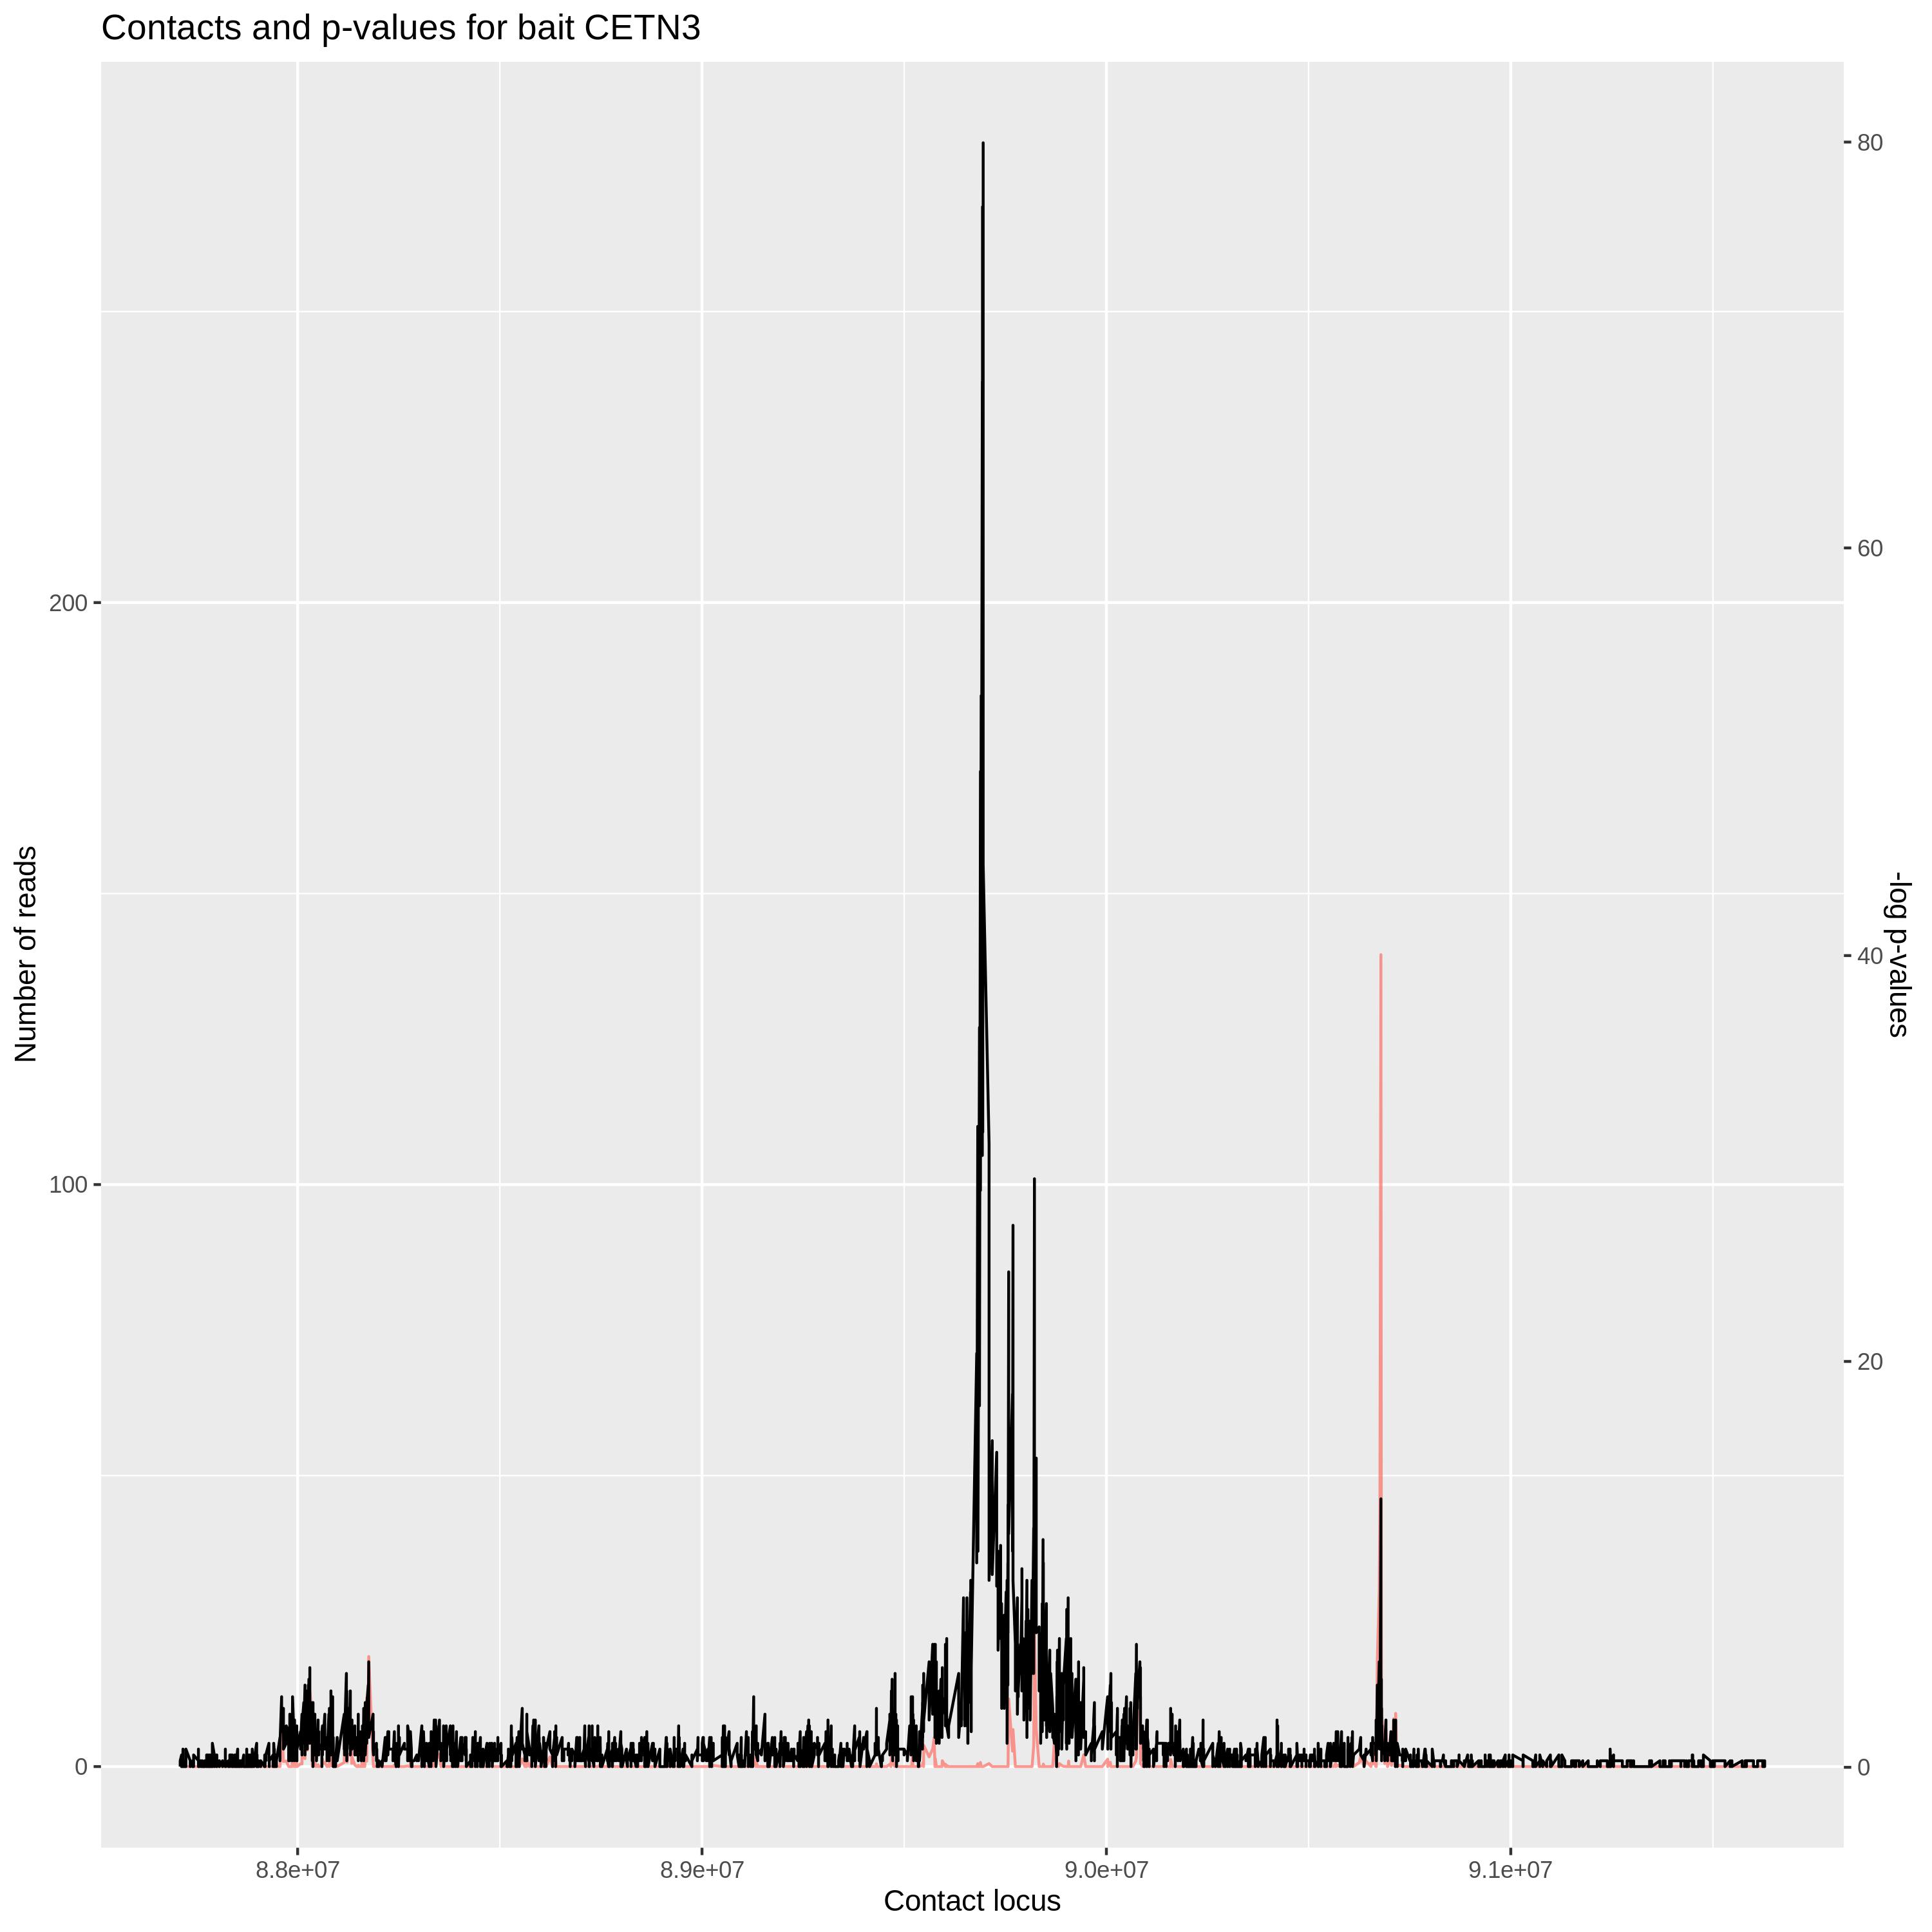 Contacts and p-values for bait CETN3
80
60
200
Number of reads
-log p-values
40
100
20
0
0
8.8e+07
8.9e+07
9.0e+07
9.1e+07
Contact locus